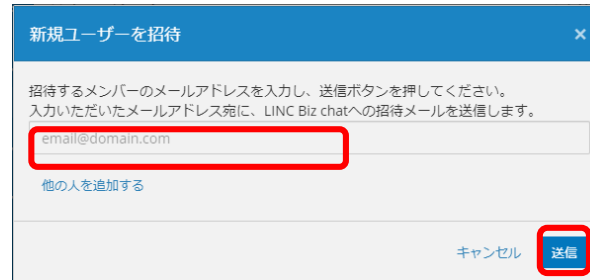 新規ユーザーを招待 ×
招待するメンバーのメールアドレスを入力し、送信ボタンを押してください。
入力いただいたメールアドレス宛に、LINC Biz chatへの招待メールを送信します。
email@domain.com
他の人を追加する
キャンセル 送信